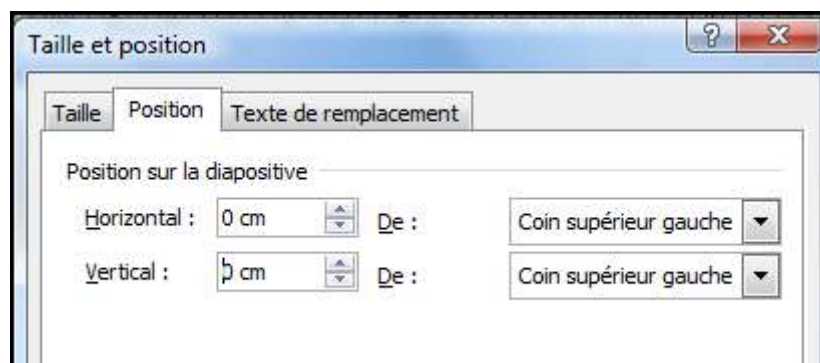 Taille et position
Taille Position Texte de remplacement
Position sur la diapositive
Horizontal : 0 cm De : Coin supérieur gauche
Vertical : 0 cm De : Coin supérieur gauche